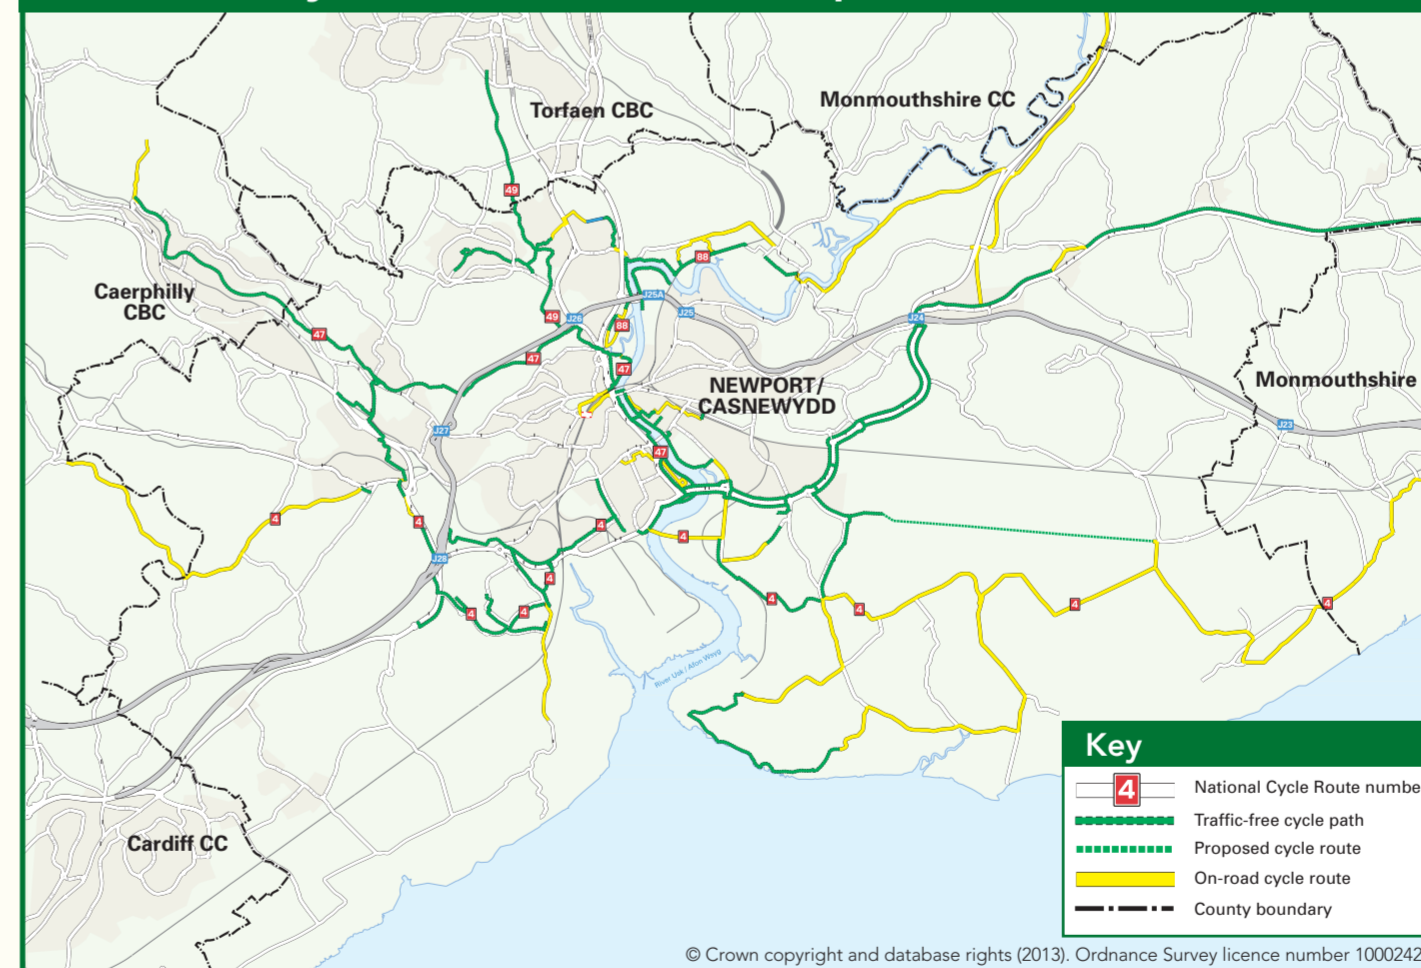 Torfaen CBC
Monmouthshire CC
49
88
Caerphilly
CBC
J25A
J25
49
J26
88
J24
47
47
47
NEWPORT/
CASNEWYDD
Monmouthshire
J27
J23
47
4
4
4
4
J28
4
4
4
4
4
4
4
River Usk / Afon Wysg
Cardiff CC
Key
4
National Cycle Route numbe
Traffic-free cycle path
Proposed cycle route
On-road cycle route
County boundary
© Crown copyright and database rights (2013). Ordnance Survey licence number 1000242